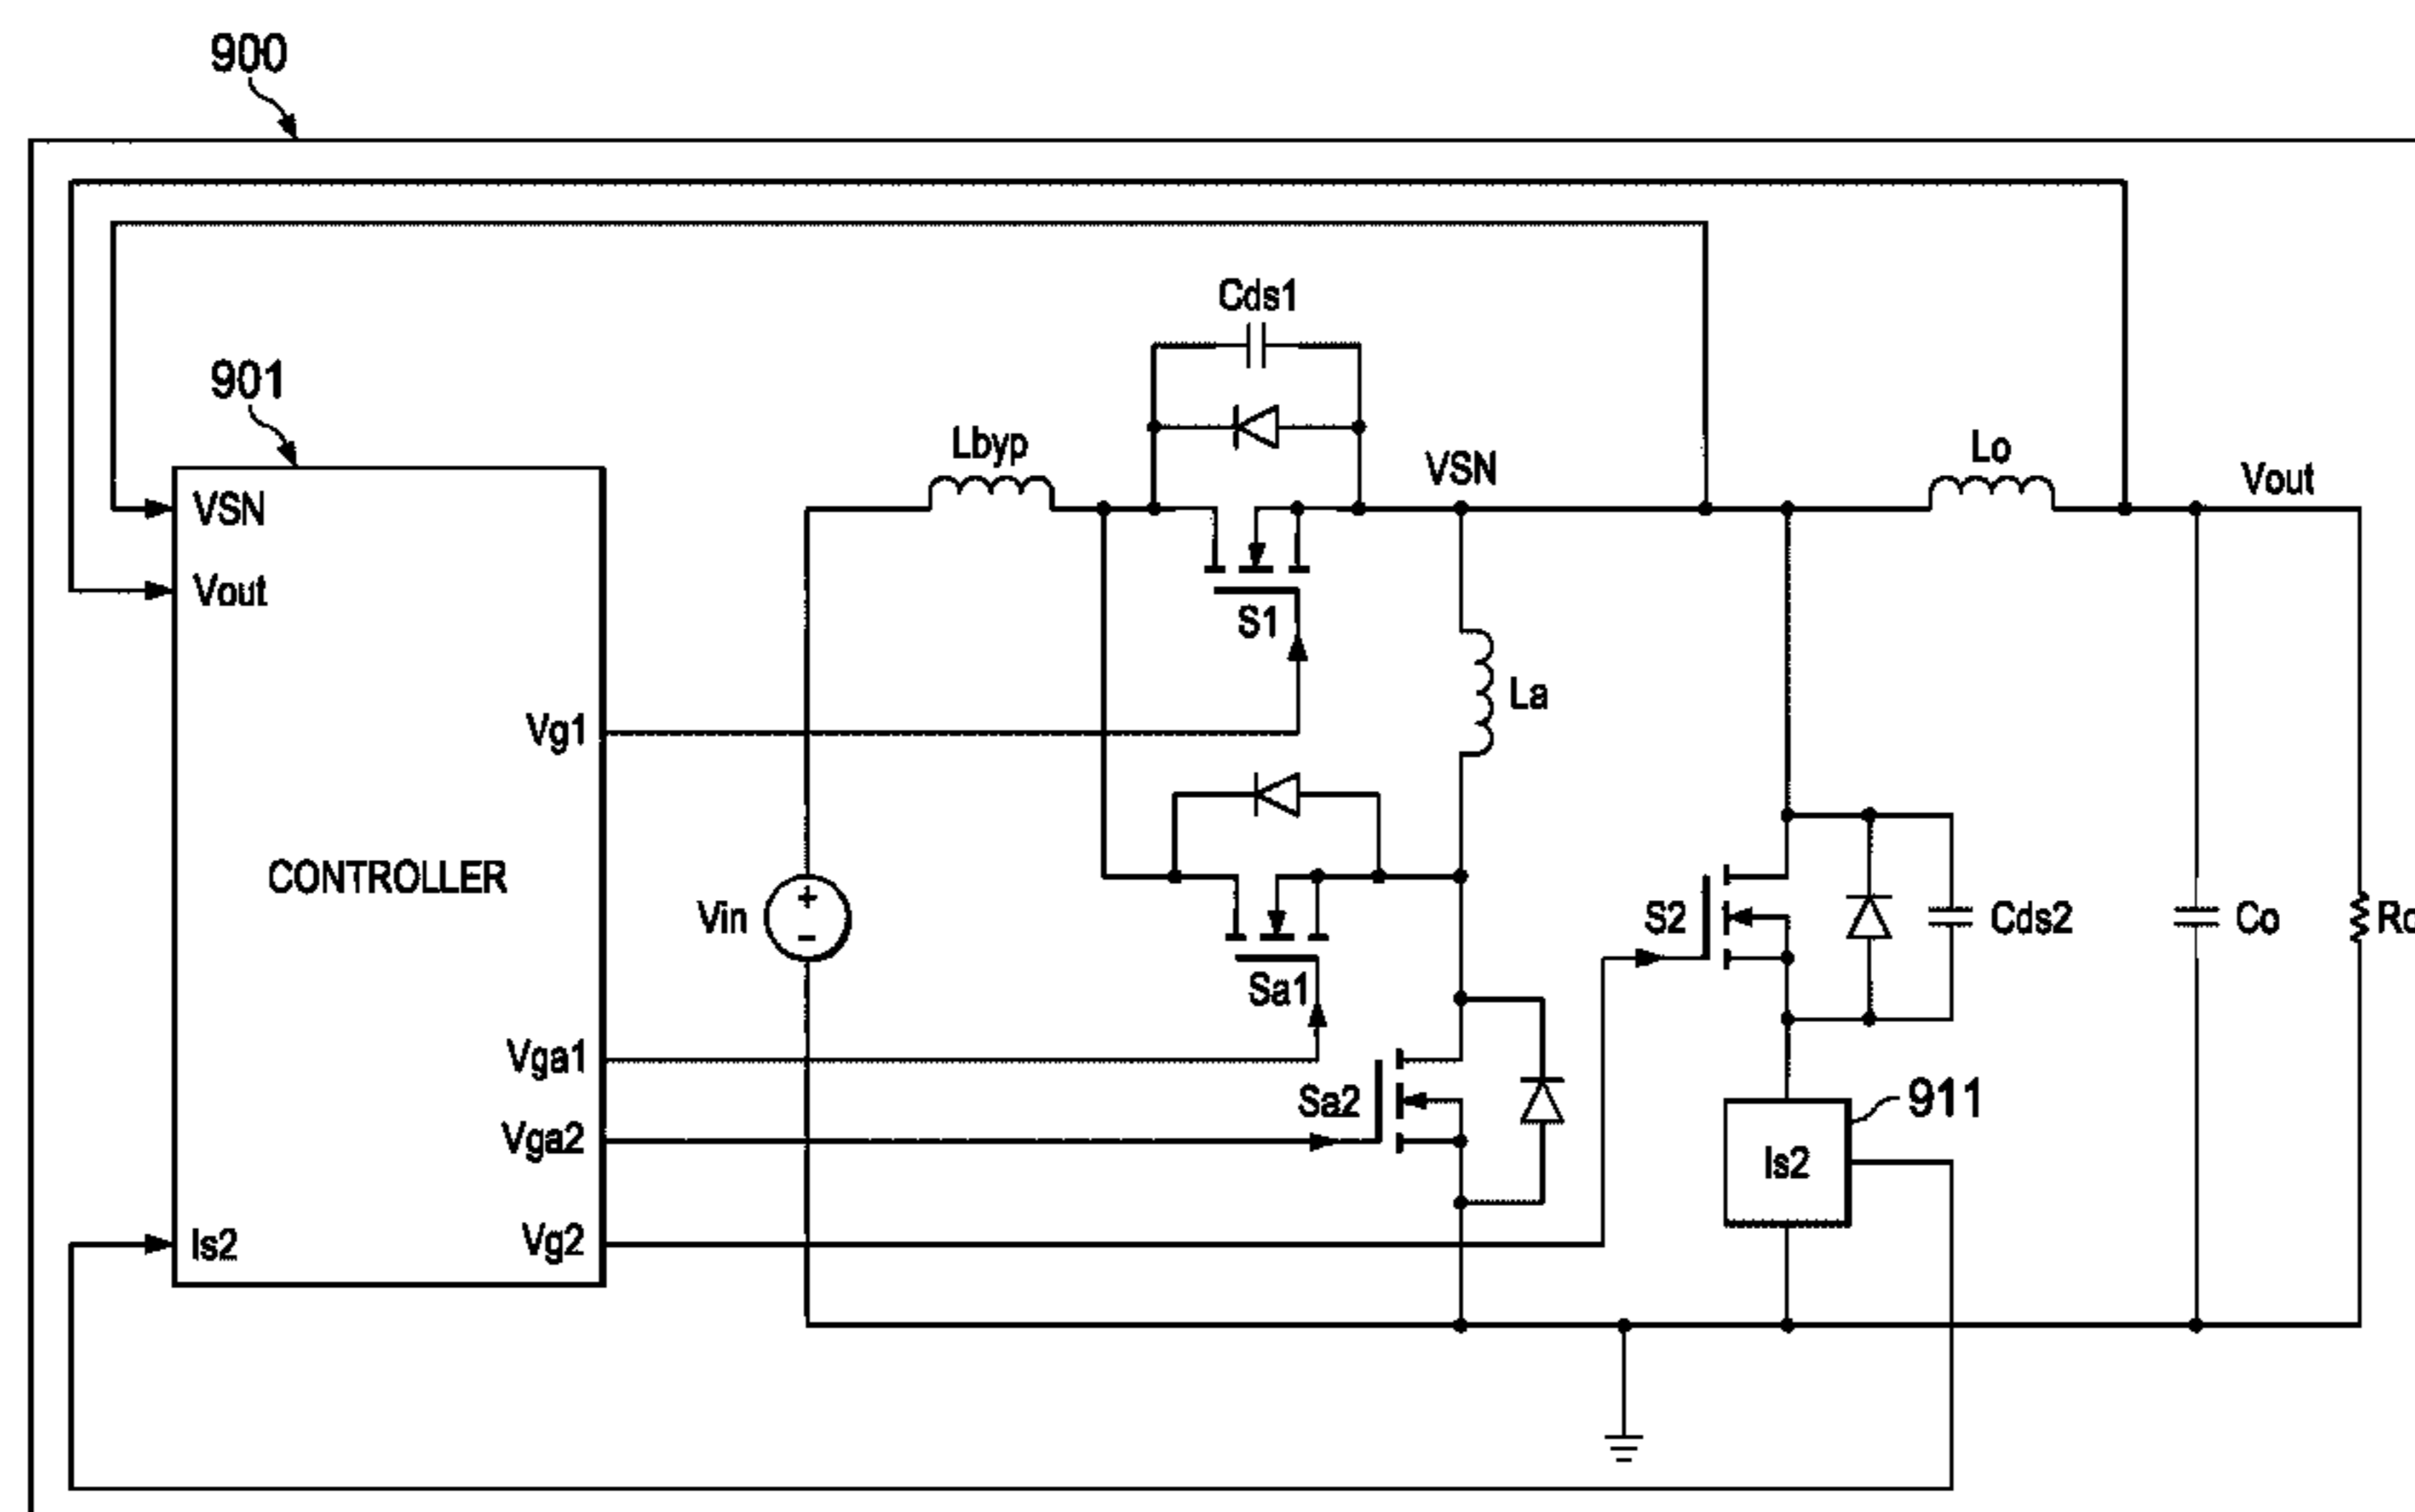 900
Cds1
901
Lbyp
VSN
Lo
Vout
VSN
Vout
S1
La
Vg1
CONTROLLER
Vin
S2
Cds2
Co
Sa1
Vga1
Sa2
911
Vga2
Is2
Is2
Vg2